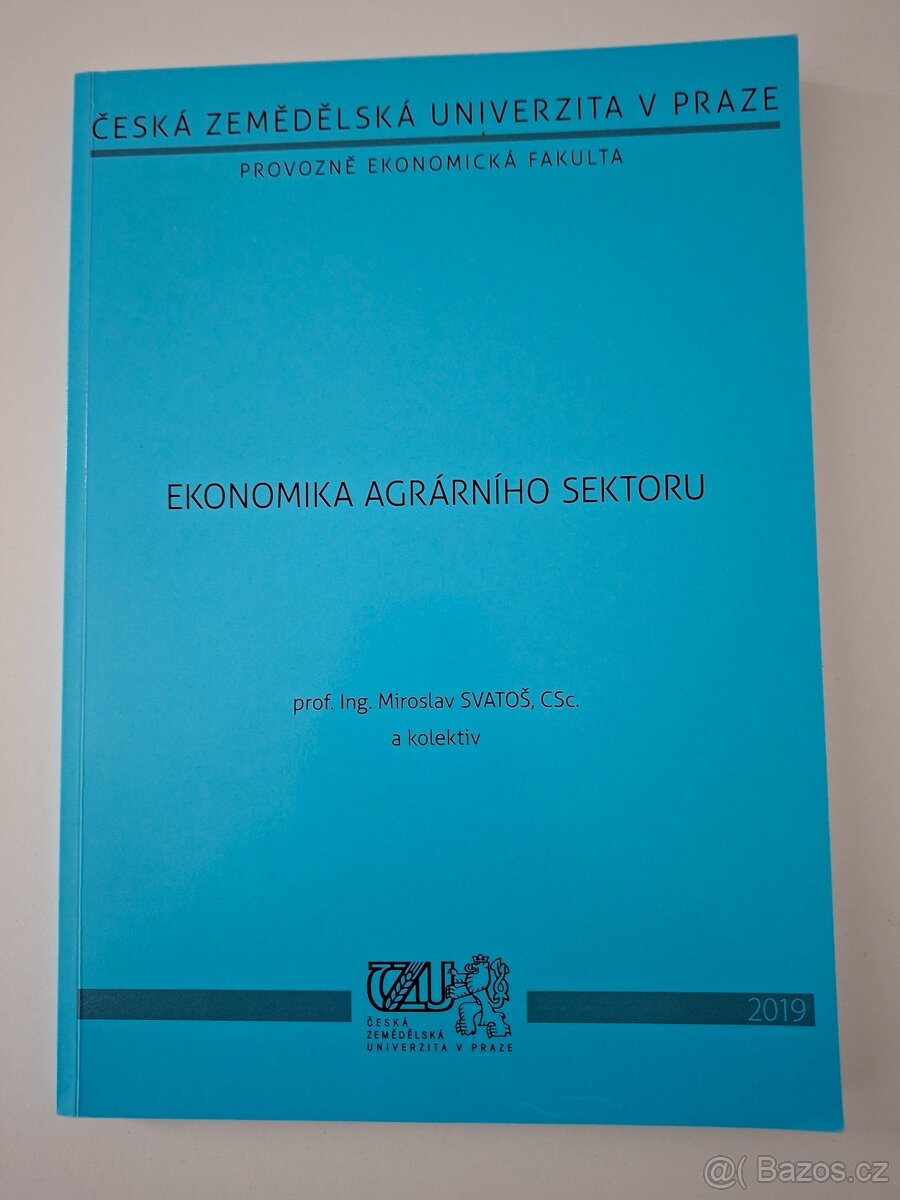 ČESKÁ ZEMĚDĚLSKÁ UNIVERZITA V PRAZE
PROVOZNĚ EKONOMICKÁ FAKULTA
EKONOMIKA AGRÁRNÍHO SEKTORU
prof. Ing. Miroslav SVATOŠ, CSc.
a kolektiv
ČZU
ČESKÁ
ZEMĚDĚLSKÁ
UNIVERZITA V PRAZE
2019
@( Bazos.cz